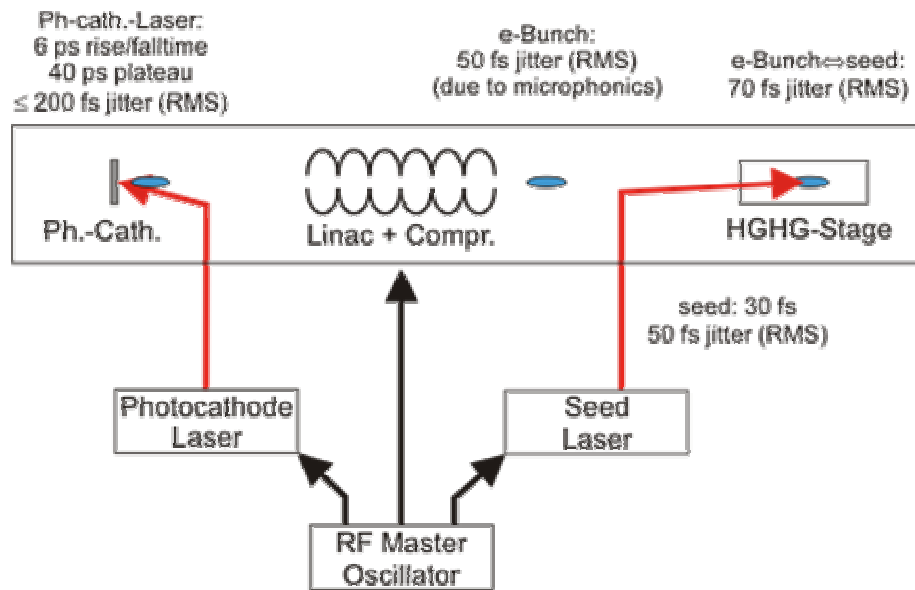 Ph-cath.-Laser:
6 ps rise/falltime
40 ps plateau
≤ 200 fs jitter (RMS)
e-Bunch:
50 fs jitter (RMS)
(due to microphonics)
e-Bunch⇔seed:
70 fs jitter (RMS)
Ph.-Cath.
Linac + Compr.
HGHG-Stage
seed: 30 fs
50 fs jitter (RMS)
Photocathode
Laser
Seed
Laser
RF Master
Oscillator